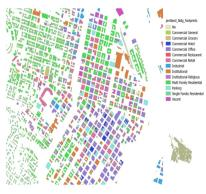 No
Commercial General
Commercial Grocery
Commercial Hotel
Commercial Office
Commercial Restaurant
Commercial Retail
Industrial
Institutional
Institutional Religious
Multi Family Residential
Parking
Single Family Residential
Vacant